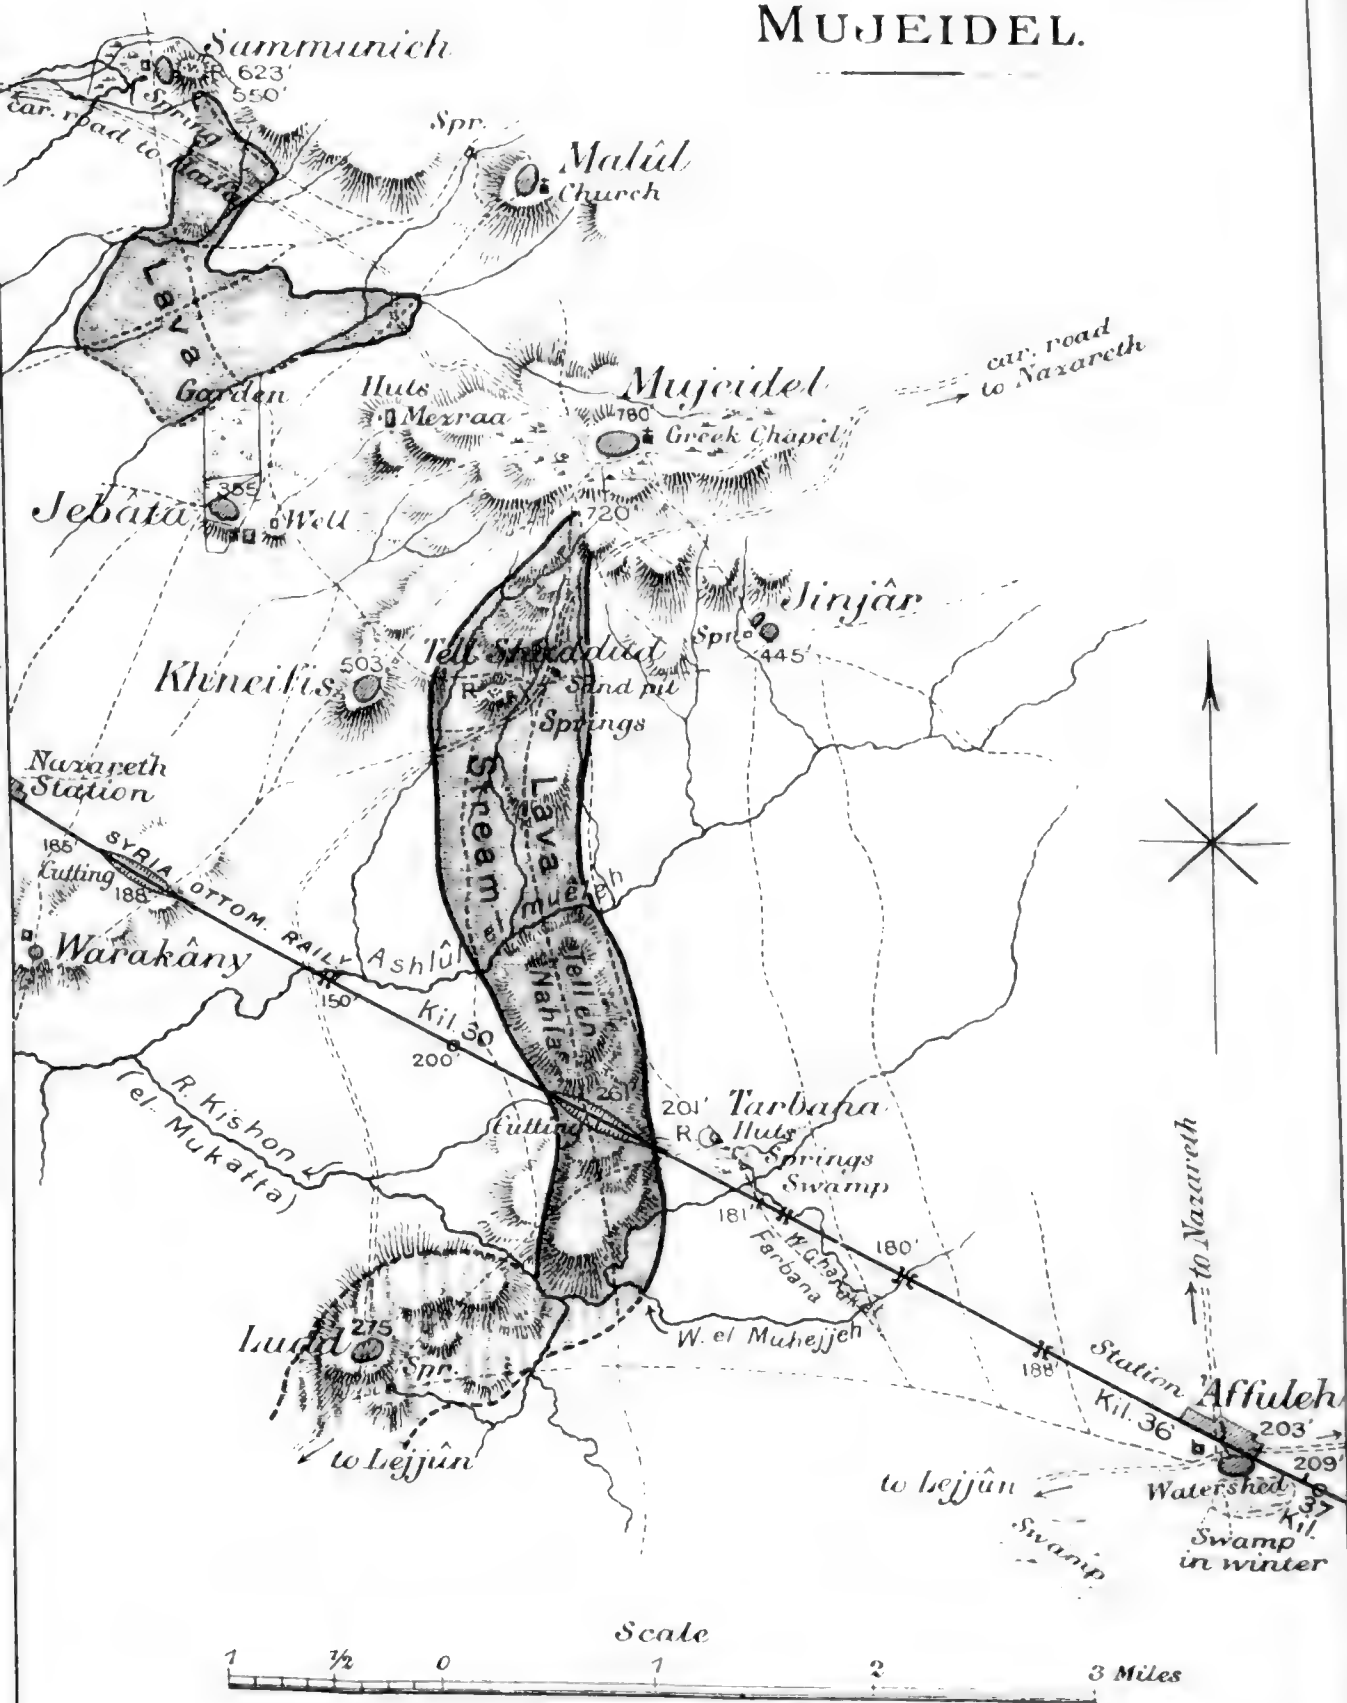 MUJEIDEL.
Summunich
R. 623'
550'
Spring
car. road to Haifa
Spr.
Malûl
Church
Lava
Garden
Huts
Mezraa
Mujeidel
780'
Greek Chapel
car. road
to Nazareth
Jebâta
355
Well
720'
Jinjâr
Spr.
445'
Khneifis
503
Tell Shaddud
R.
Sand pit
Springs
Nazareth
Station
185'
Cutting
188'
SYRIA OTTOM. RAILY
Lava
Stream
Warakâny
Ashlûl
150'
Kil. 30
200'
Tell en
Nahla
261'
Cutting
R. Kishon
(el Mukatta)
201'
R.
Tarbana
Huts
Springs
Swamp
181'
180'
Farbana
W. el Muhejjeh
Ludd
275
Spr.
to Lejjûn
188'
to Nazareth
Station
Affuleh
Kil. 36
203'
209'
Watershed
Kil. 37
to Lejjûn
Swamp
Swamp
in winter
Scale
1 ½ 0 1 2 3 Miles